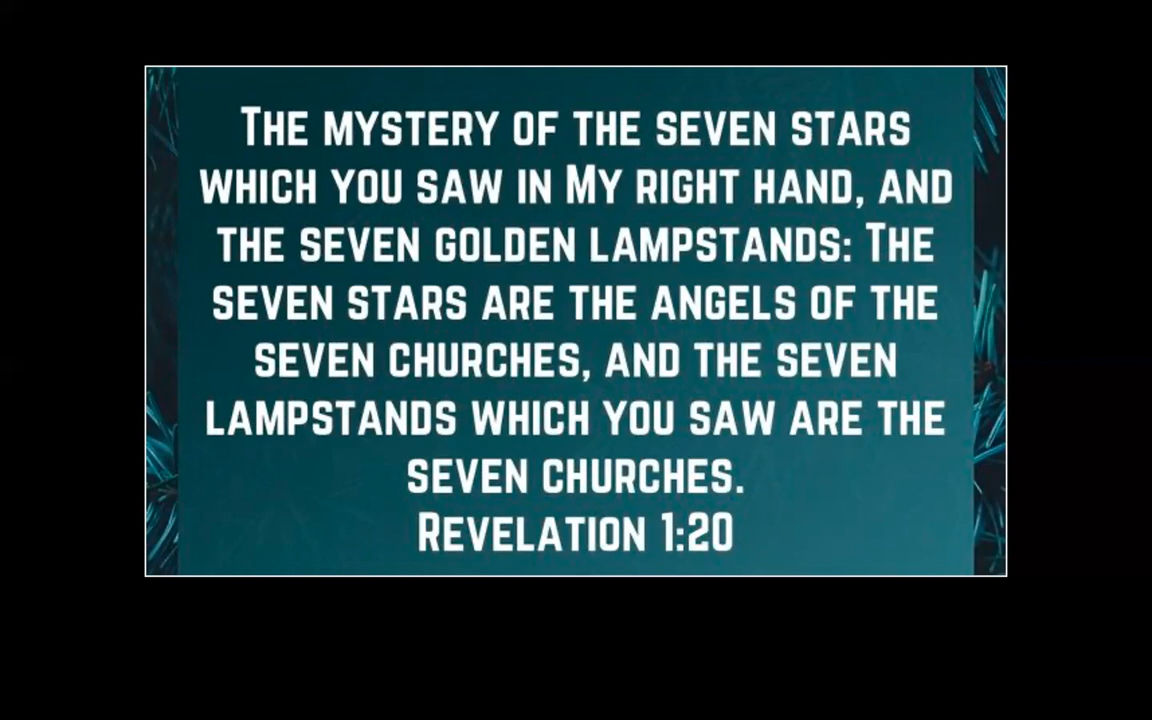 The mystery of the seven stars
which you saw in My right hand, and
the seven golden lampstands: The
seven stars are the angels of the
seven churches, and the seven
lampstands which you saw are the
seven churches.
Revelation 1:20